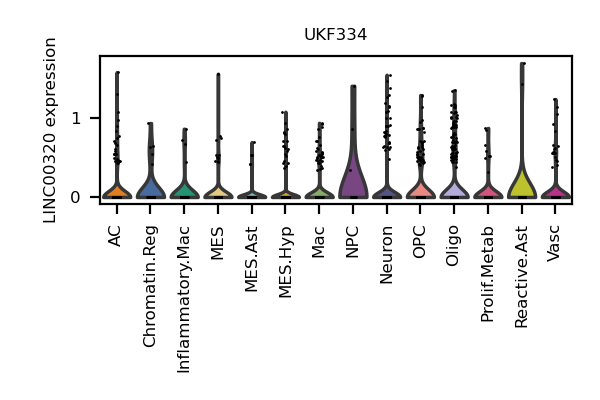 UKF334
LINC00320 expression
1
0
AC
Chromatin.Reg
Inflammatory.Mac
MES
MES.Ast
MES.Hyp
Mac
NPC
Neuron
OPC
Oligo
Prolif.Metab
Reactive.Ast
Vasc